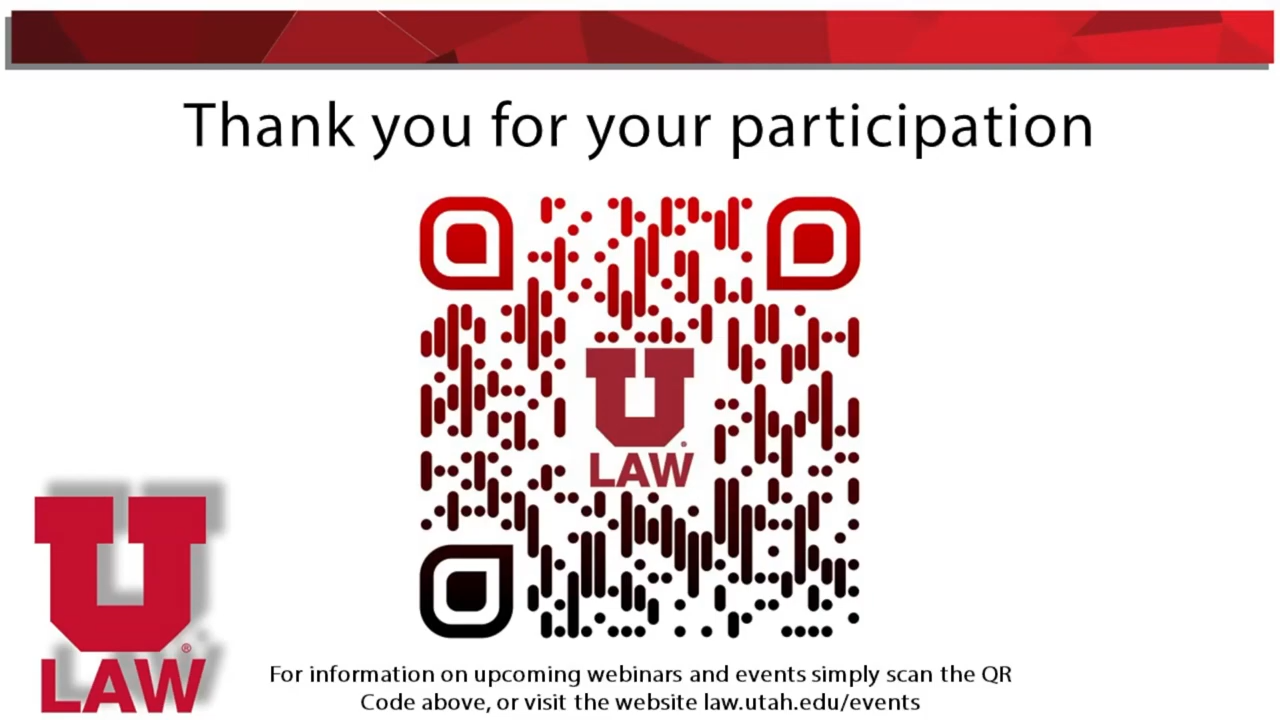 Thank you for your participation
U
LAW
U
®
LAW
For information on upcoming webinars and events simply scan the QR
Code above, or visit the website law.utah.edu/events